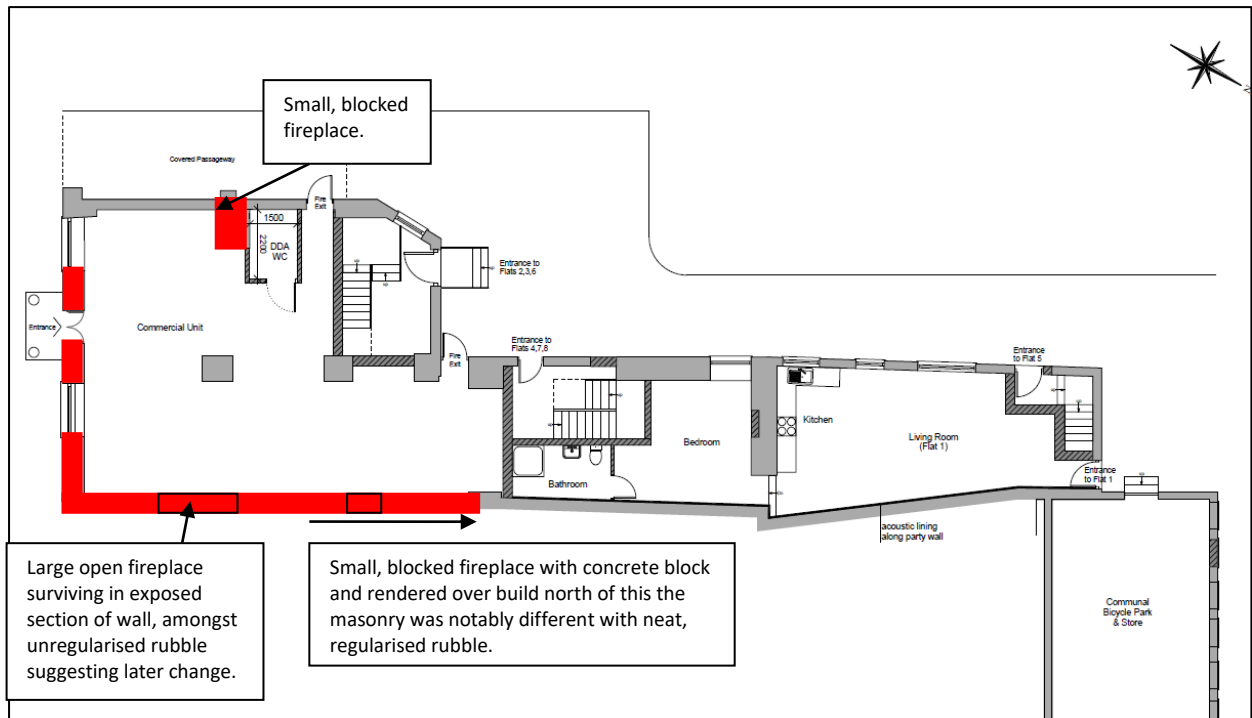 Small, blocked
fireplace.
N
Covered Passageway
Fire
Exit
1500
2200
DDA
WC
Entrance to
Flats 2,3,6
Entrance
Commercial Unit
Fire
Exit
Entrance to
Flats 4,7,8
Entrance
to Flat 5
Kitchen
Bedroom
Living Room
(Flat 1)
Bathroom
Entrance
to Flat 1
acoustic lining
along party wall
Large open fireplace
surviving in exposed
section of wall, amongst
unregularised rubble
suggesting later change.
Small, blocked fireplace with concrete block
and rendered over build north of this the
masonry was notably different with neat,
regularised rubble.
Communal
Bicycle Park
& Store